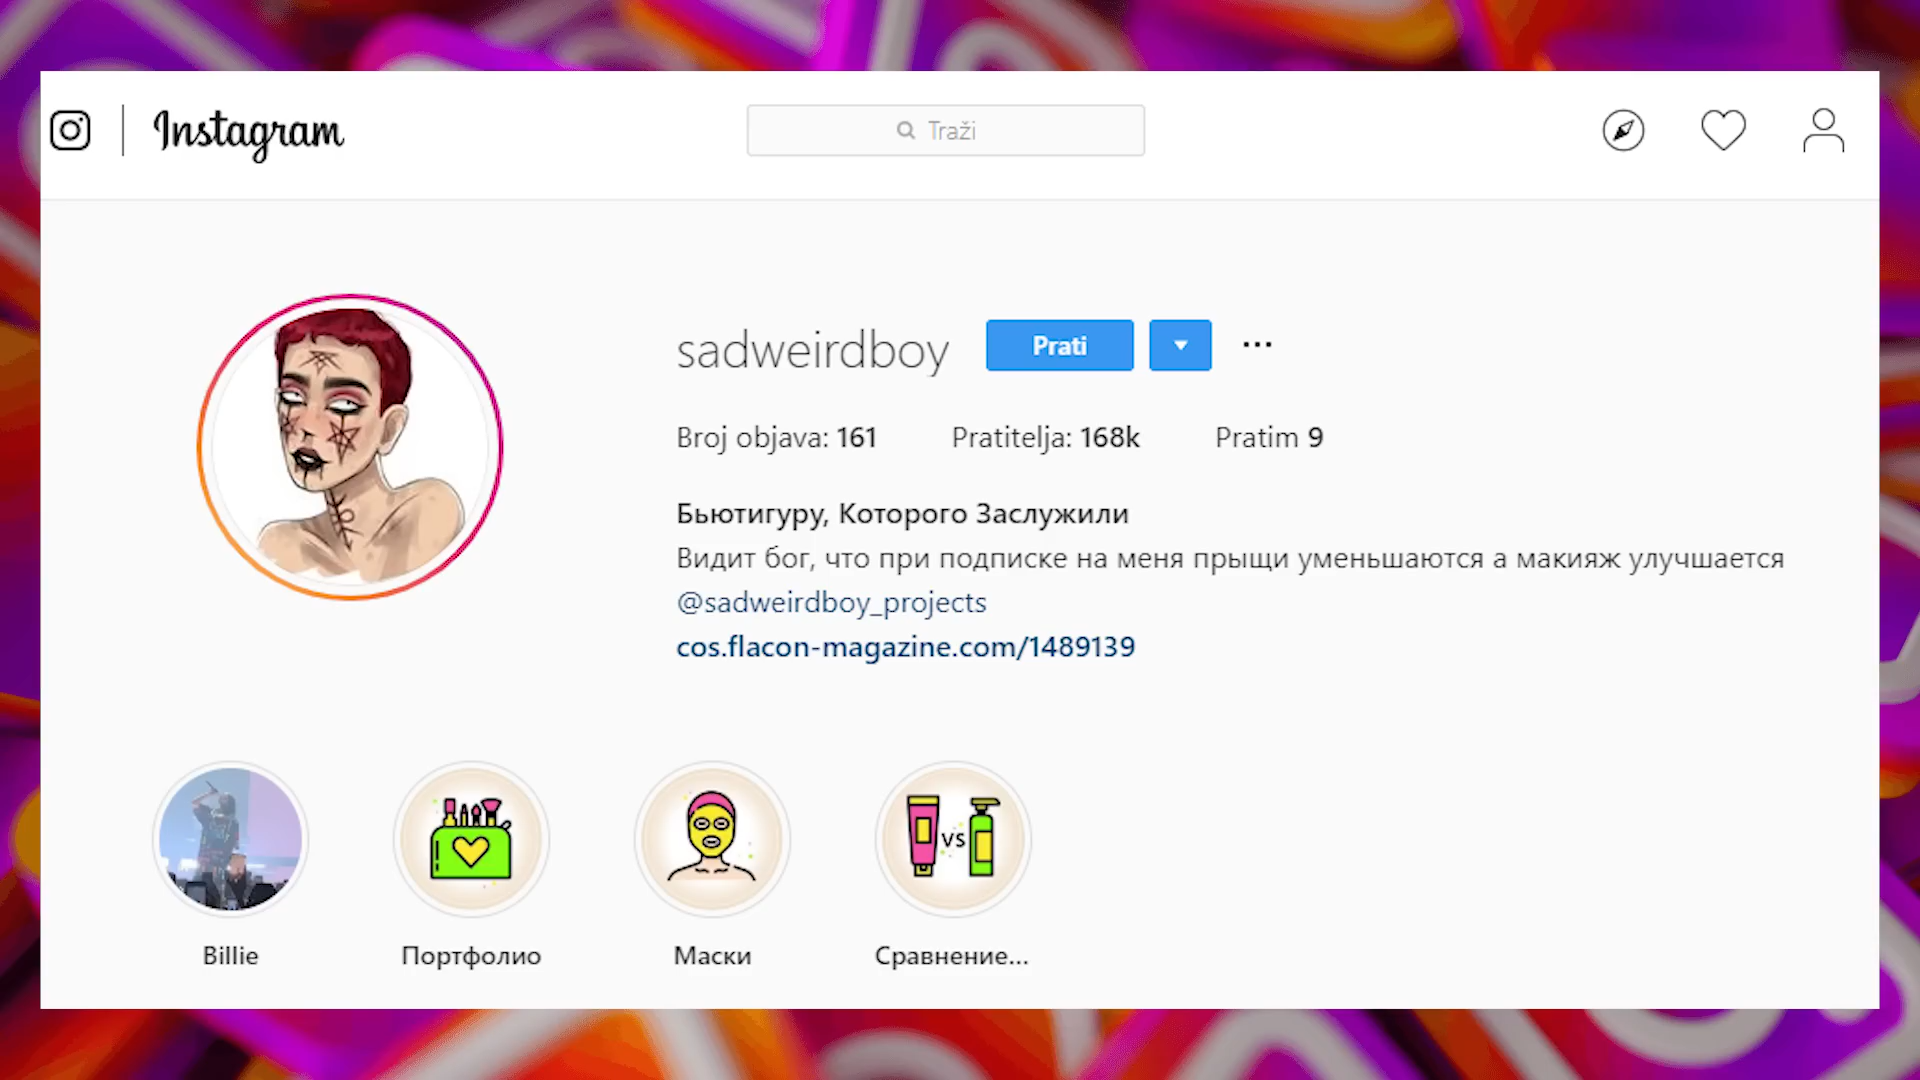 Instagram
Traži
sadweirdboy
Prati
Broj objava: 161 Pratitelja: 168k Pratim 9
Бьютигуру, Которого Заслужили
Видит бог, что при подписке на меня прыщи уменьшаются а макияж улучшается
@sadweirdboy_projects
cos.flacon-magazine.com/1489139
VS
Billie Портфолио Маски Сравнение...